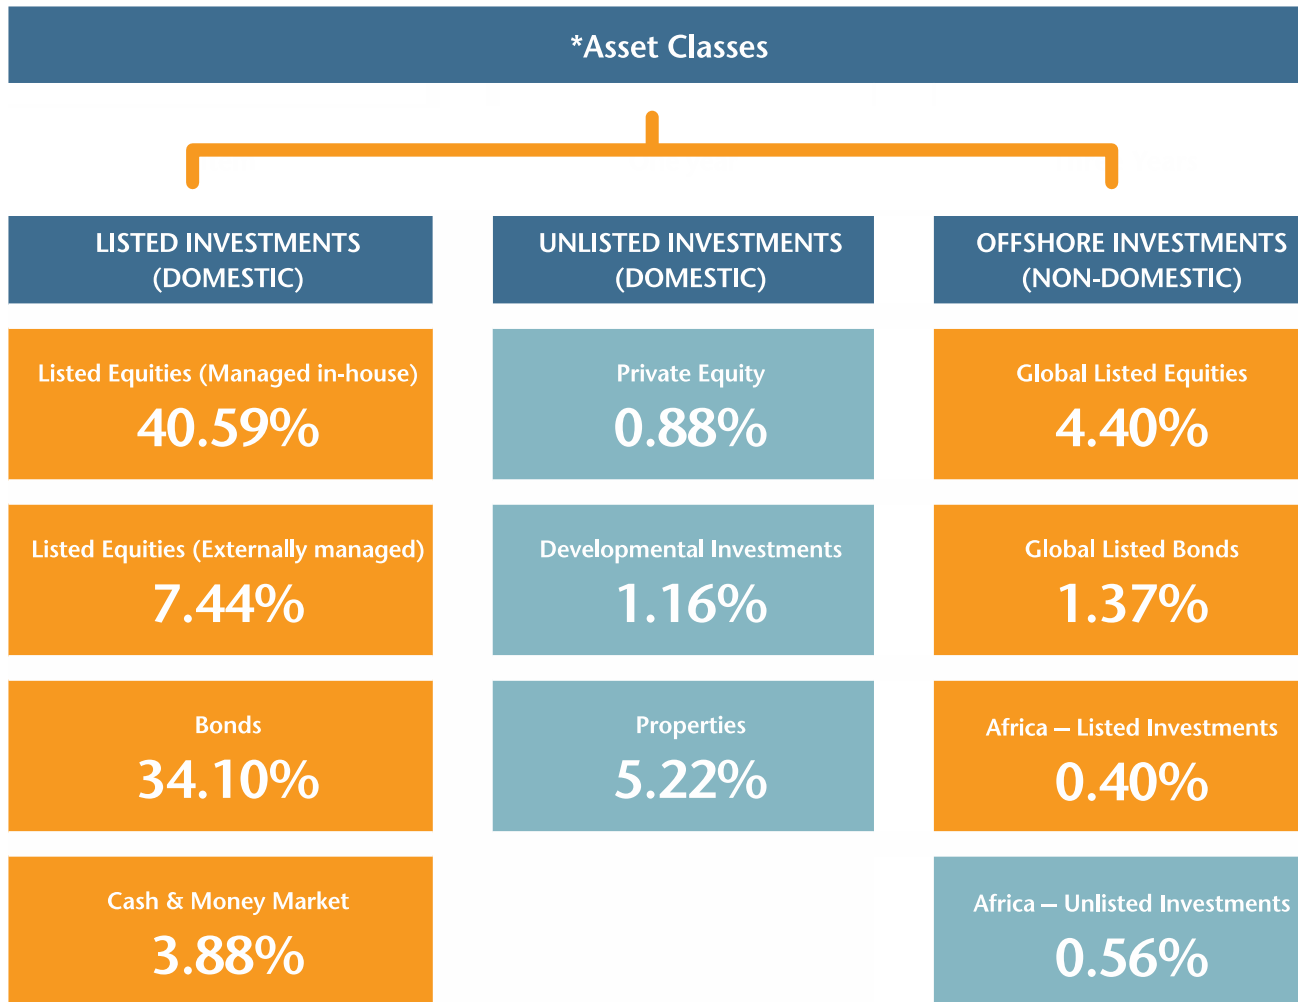 *Asset Classes
LISTED INVESTMENTS
(DOMESTIC)
Listed Equities (Managed in-house)
40.59%
Listed Equities (Externally managed)
7.44%
Bonds
34.10%
Cash & Money Market
3.88%
UNLISTED INVESTMENTS
(DOMESTIC)
Private Equity
0.88%
Developmental Investments
1.16%
Properties
5.22%
OFFSHORE INVESTMENTS
(NON-DOMESTIC)
Global Listed Equities
4.40%
Global Listed Bonds
1.37%
Africa – Listed Investments
0.40%
Africa – Unlisted Investments
0.56%